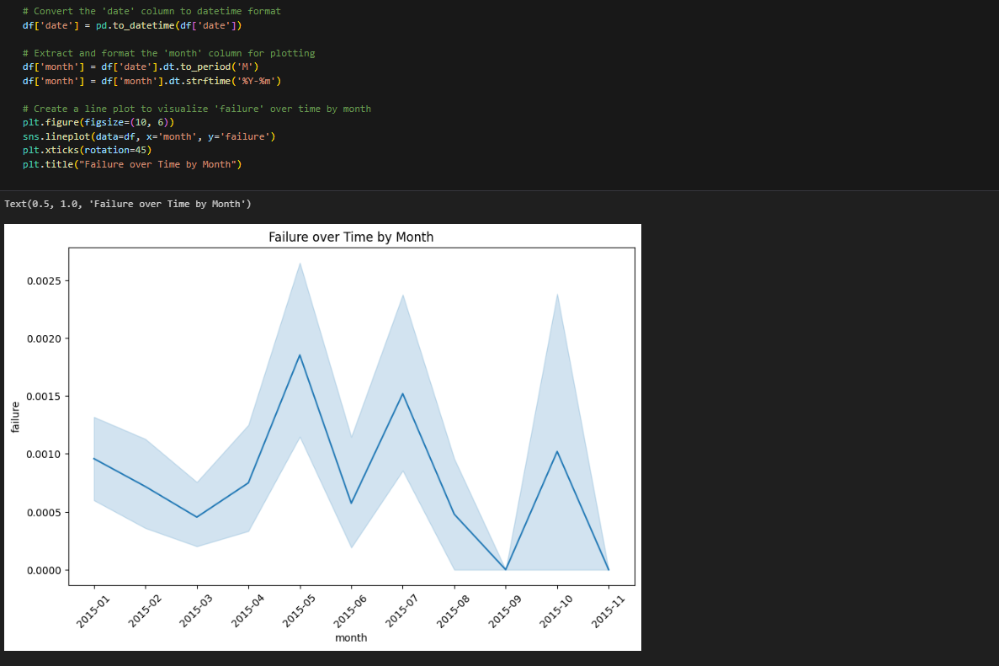 # Convert the 'date' column to datetime format
df['date'] = pd.to_datetime(df['date'])
# Extract and format the 'month' column for plotting
df['month'] = df['date'].dt.to_period('M')
df['month'] = df['month'].dt.strftime('%Y-%m')
# Create a line plot to visualize 'failure' over time by month
plt.figure(figsize=(10, 6))
sns.lineplot(data=df, x='month', y='failure')
plt.xticks(rotation=45)
plt.title("Failure over Time by Month")
Text(0.5, 1.0, 'Failure over Time by Month')
Failure over Time by Month
0.0025
0.0020
0.0015
0.0010
0.0005
0.0000
failure
2015-01
2015-02
2015-03
2015-04
2015-05
2015-06
2015-07
2015-08
2015-09
2015-10
2015-11
month